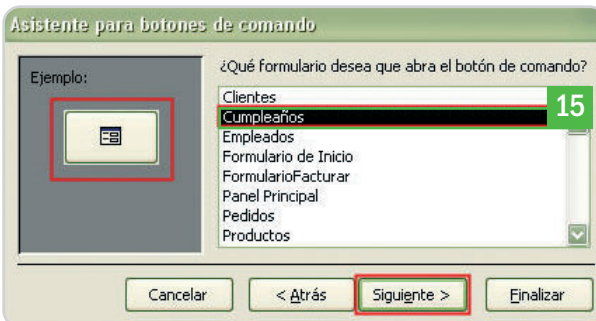 Asistente para botones de comando
Ejemplo:
¿Qué formulario desea que abra el botón de comando?
Clientes
15
Cumpleaños
Empleados
Formulario de Inicio
FormularioFacturar
Panel Principal
Pedidos
Productos
Cancelar
< Atrás
Siguiente >
Finalizar